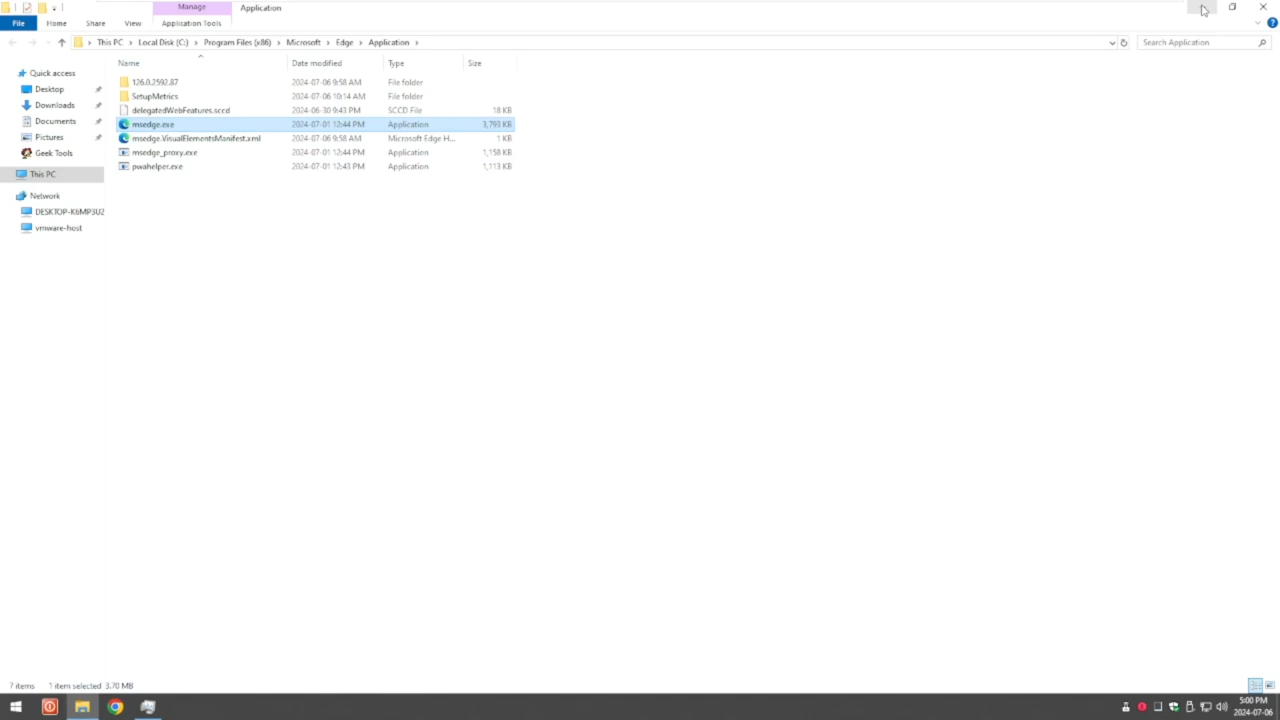 Manage
Application
File
Home
Share
View
Application Tools
This PC
Local Disk (C:)
Program Files (x86)
Microsoft
Edge
Application
Search Application
Name
Date modified
Type
Size
Quick access
Desktop
Downloads
Documents
Pictures
Geek Tools
This PC
Network
DESKTOP-K6MP3U2
vmware-host
126.0.2592.87 2024-07-06 9:58 AM File folder
SetupMetrics 2024-07-06 10:14 AM File folder
delegatedWebFeatures.sccd 2024-06-30 9:43 PM SCCD File 18 KB
msedge.exe 2024-07-01 12:44 PM Application 3,793 KB
msedge.VisualElementsManifest.xml 2024-07-06 9:58 AM Microsoft Edge H... 1 KB
msedge_proxy.exe 2024-07-01 12:44 PM Application 1,158 KB
pwahelper.exe 2024-07-01 12:43 PM Application 1,113 KB
7 items 1 item selected 3.70 MB
5:00 PM
2024-07-06